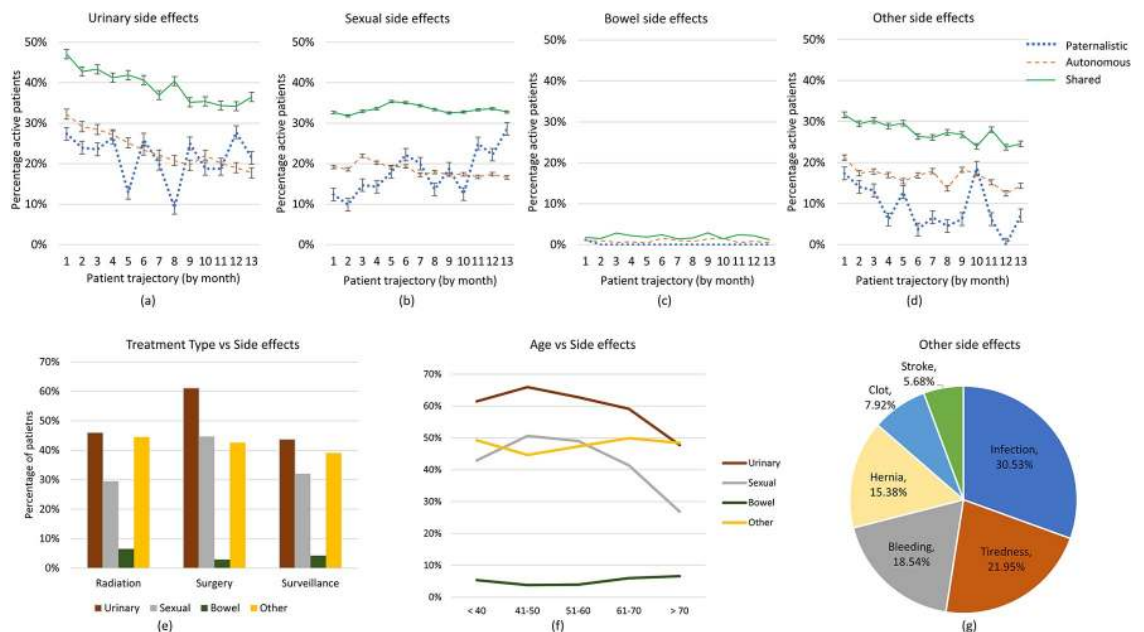 Urinary side effects
50%
40%
30%
20%
10%
0%
Percentage active patients
1 2 3 4 5 6 7 8 9 10 11 12 13
Patient trajectory (by month)
(a)
Sexual side effects
50%
40%
30%
20%
10%
0%
Percentage active patients
1 2 3 4 5 6 7 8 9 10 11 12 13
Patient trajectory (by month)
(b)
Bowel side effects
50%
40%
30%
20%
10%
0%
Percentage active patients
1 2 3 4 5 6 7 8 9 10 11 12 13
Patient trajectory (by month)
(c)
Other side effects
50%
40%
30%
20%
10%
0%
Percentage active patients
1 2 3 4 5 6 7 8 9 10 11 12 13
Patient trajectory (by month)
(d)
Paternalistic
Autonomous
Shared
Treatment Type vs Side effects
70%
60%
50%
40%
30%
20%
10%
0%
Percentage of patietns
Radiation Surgery Surveillance
Urinary Sexual Bowel Other
(e)
Age vs Side effects
70%
60%
50%
40%
30%
20%
10%
0%
< 40 41-50 51-60 61-70 > 70
Urinary
Sexual
Bowel
Other
(f)
Other side effects
Stroke,
5.68%
Clot,
7.92%
Infection,
30.53%
Hernia,
15.38%
Bleeding,
18.54%
Tiredness,
21.95%
(g)